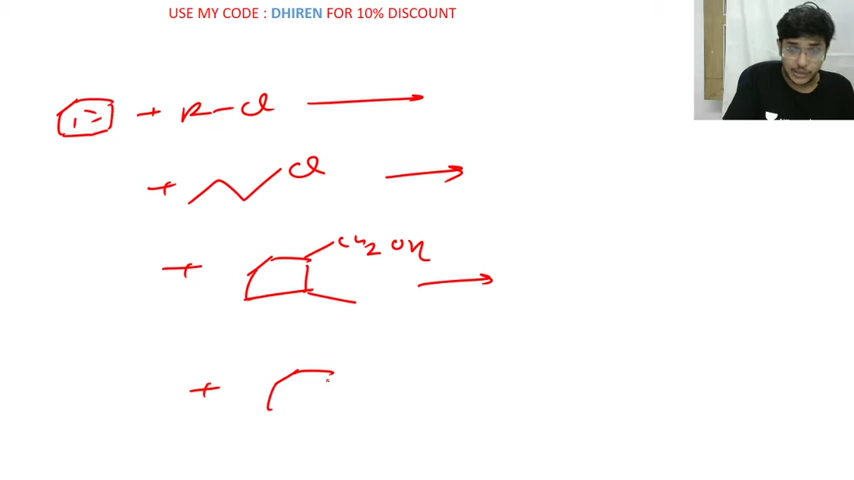 USE MY CODE : DHIREN FOR 10% DISCOUNT
+ R-Cl
+ Cl
+ CH2OH
+